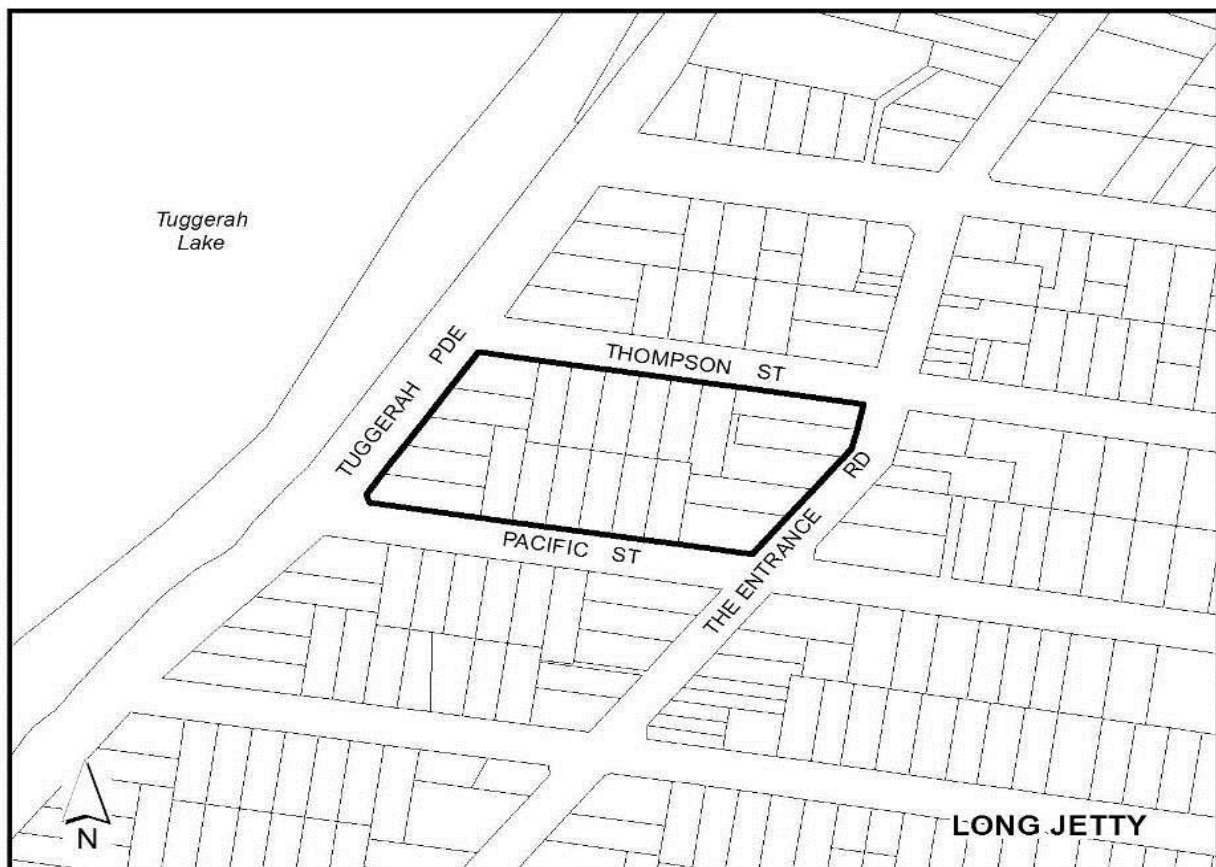 Tuggerah
Lake
TUGGERAH PDE
THOMPSON ST
PACIFIC ST
THE ENTRANCE RD
N
LONG JETTY